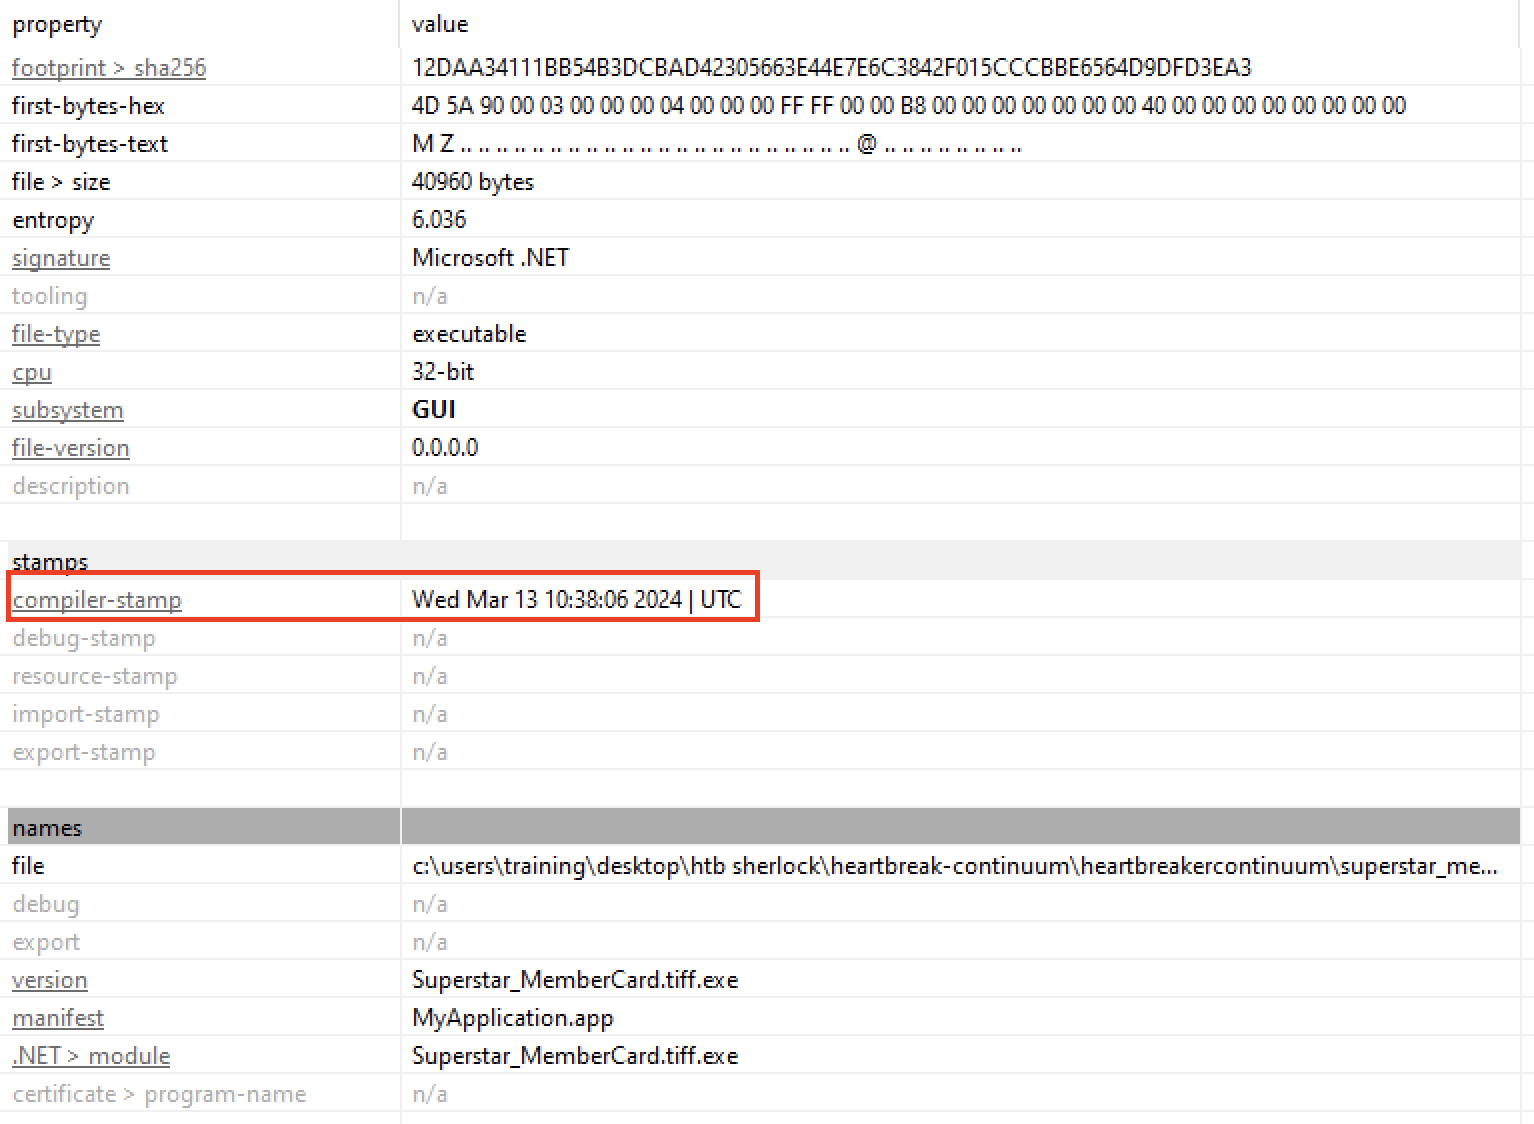 property value
footprint > sha256 12DAA34111BB54B3DCBAD42305663E44E7E6C3842F015CCCBBE6564D9DFD3EA3
first-bytes-hex 4D 5A 90 00 03 00 00 00 04 00 00 00 FF FF 00 00 B8 00 00 00 00 00 00 00 40 00 00 00 00 00 00 00 00
first-bytes-text M Z .. .. .. .. .. .. .. .. .. .. .. .. .. .. .. .. .. .. .. .. .. .. @ .. .. .. .. .. .. .. ..
file > size 40960 bytes
entropy 6.036
signature Microsoft .NET
tooling n/a
file-type executable
cpu 32-bit
subsystem GUI
file-version 0.0.0.0
description n/a
stamps
compiler-stamp Wed Mar 13 10:38:06 2024 | UTC
debug-stamp n/a
resource-stamp n/a
import-stamp n/a
export-stamp n/a
names
file c:\users\training\desktop\htb sherlock\heartbreak-continuum\heartbreakercontinuum\superstar_me...
debug n/a
export n/a
version Superstar_MemberCard.tiff.exe
manifest MyApplication.app
.NET > module Superstar_MemberCard.tiff.exe
certificate > program-name n/a